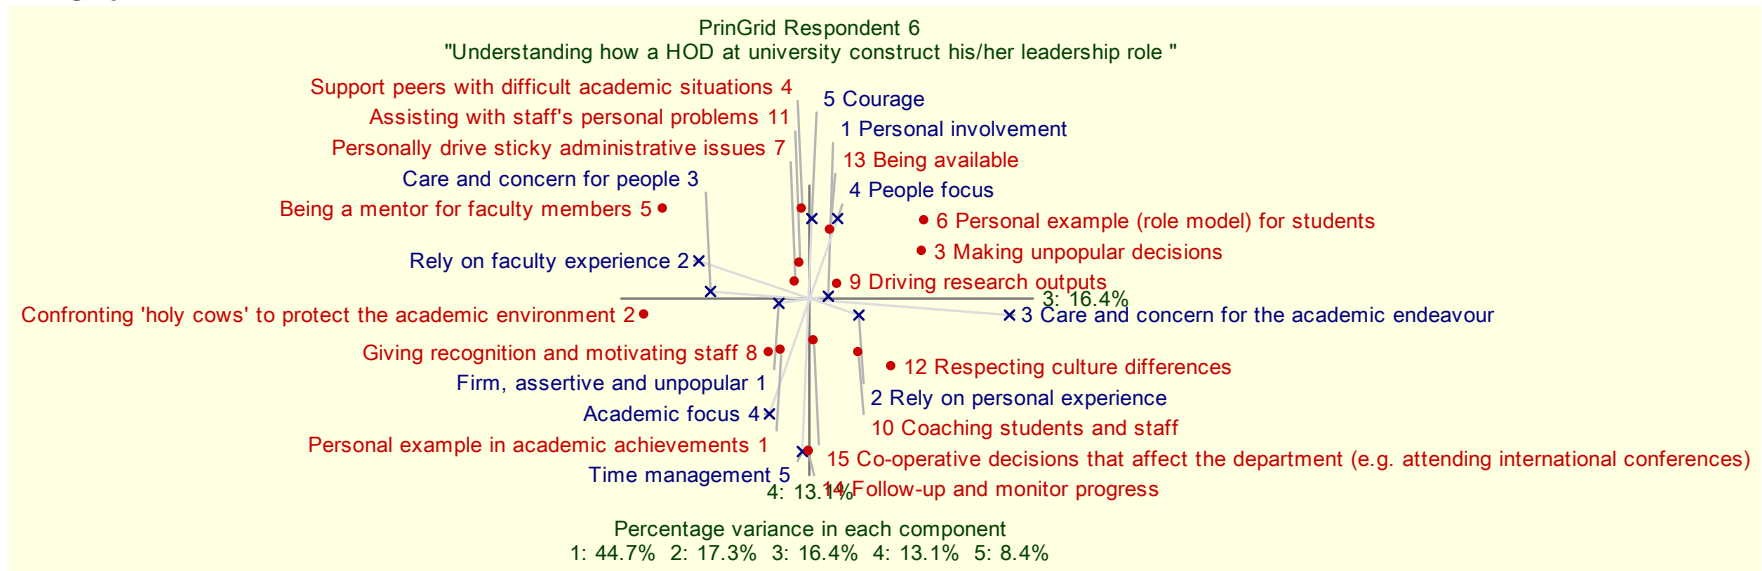 PrinGrid Respondent 6
"Understanding how a HOD at university construct his/her leadership role "
Support peers with difficult academic situations 4
5 Courage
Assisting with staff's personal problems 11
1 Personal involvement
Personally drive sticky administrative issues 7
13 Being available
Care and concern for people 3
4 People focus
Being a mentor for faculty members 5
6 Personal example (role model) for students
3 Making unpopular decisions
Rely on faculty experience 2
9 Driving research outputs
3: 16.4%
Confronting 'holy cows' to protect the academic environment 2
3 Care and concern for the academic endeavour
Giving recognition and motivating staff 8
12 Respecting culture differences
Firm, assertive and unpopular 1
2 Rely on personal experience
Academic focus 4
10 Coaching students and staff
Personal example in academic achievements 1
15 Co-operative decisions that affect the department (e.g. attending international conferences)
Time management 5
4: 13.1%
14 Follow-up and monitor progress
Percentage variance in each component
1: 44.7% 2: 17.3% 3: 16.4% 4: 13.1% 5: 8.4%